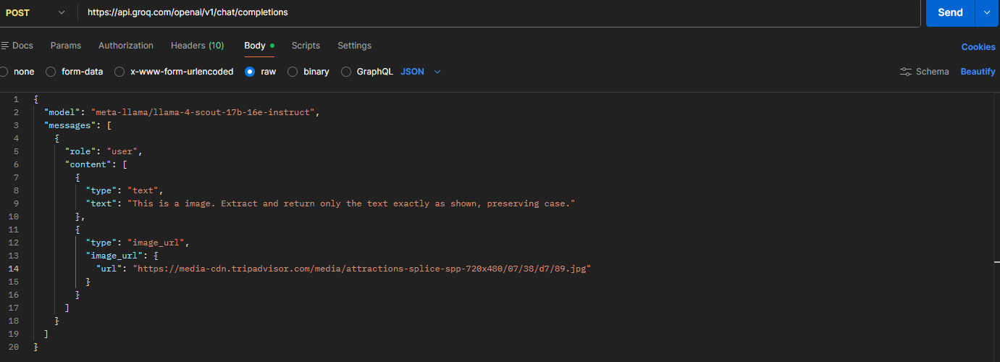 POST https://api.groq.com/openai/v1/chat/completions Send
Docs Params Authorization Headers (10) Body Scripts Settings Cookies
none form-data x-www-form-urlencoded raw binary GraphQL JSON Schema Beautify
1 {
2   "model": "meta-llama/llama-4-scout-17b-16e-instruct",
3   "messages": [
4     {
5       "role": "user",
6       "content": [
7         {
8           "type": "text",
9           "text": "This is a image. Extract and return only the text exactly as shown, preserving case."
10         },
11         {
12           "type": "image_url",
13           "image_url": {
14             "url": "https://media-cdn.tripadvisor.com/media/attractions-splice-spp-720x480/07/38/d7/89.jpg"
15           }
16         }
17       ]
18     }
19   ]
20 }